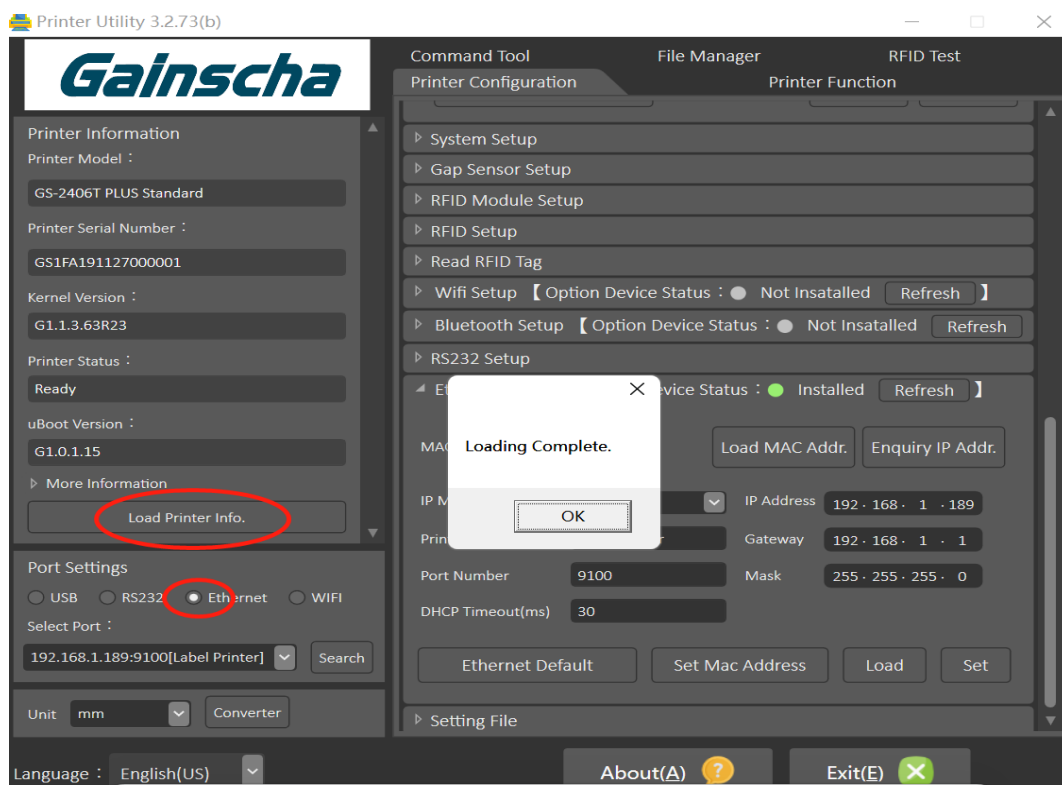 Printer Utility 3.2.73(b)
Gainscha
Command Tool
File Manager
RFID Test
Printer Configuration
Printer Function
Printer Information
Printer Model :
GS-2406T PLUS Standard
Printer Serial Number :
GS1FA191127000001
Kernel Version :
G1.1.3.63R23
Printer Status :
Ready
uBoot Version :
G1.0.1.15
More Information
Load Printer Info.
Port Settings
USB RS232 Ethernet WIFI
Select Port :
192.168.1.189:9100[Label Printer] Search
Unit mm Converter
System Setup
Gap Sensor Setup
RFID Module Setup
RFID Setup
Read RFID Tag
Wifi Setup 【 Option Device Status : Not Insatalled Refresh 】
Bluetooth Setup 【 Option Device Status : Not Insatalled Refresh
RS232 Setup
Status : Installed Refresh 】
Loading Complete.
OK
Load MAC Addr. Enquiry IP Addr.
IP Address 192 . 168 . 1 . 189
Gateway 192 . 168 . 1 . 1
Port Number 9100 Mask 255 . 255 . 255 . 0
DHCP Timeout(ms) 30
Ethernet Default Set Mac Address Load Set
Setting File
Language : English(US)
About(A) ?
Exit(E)